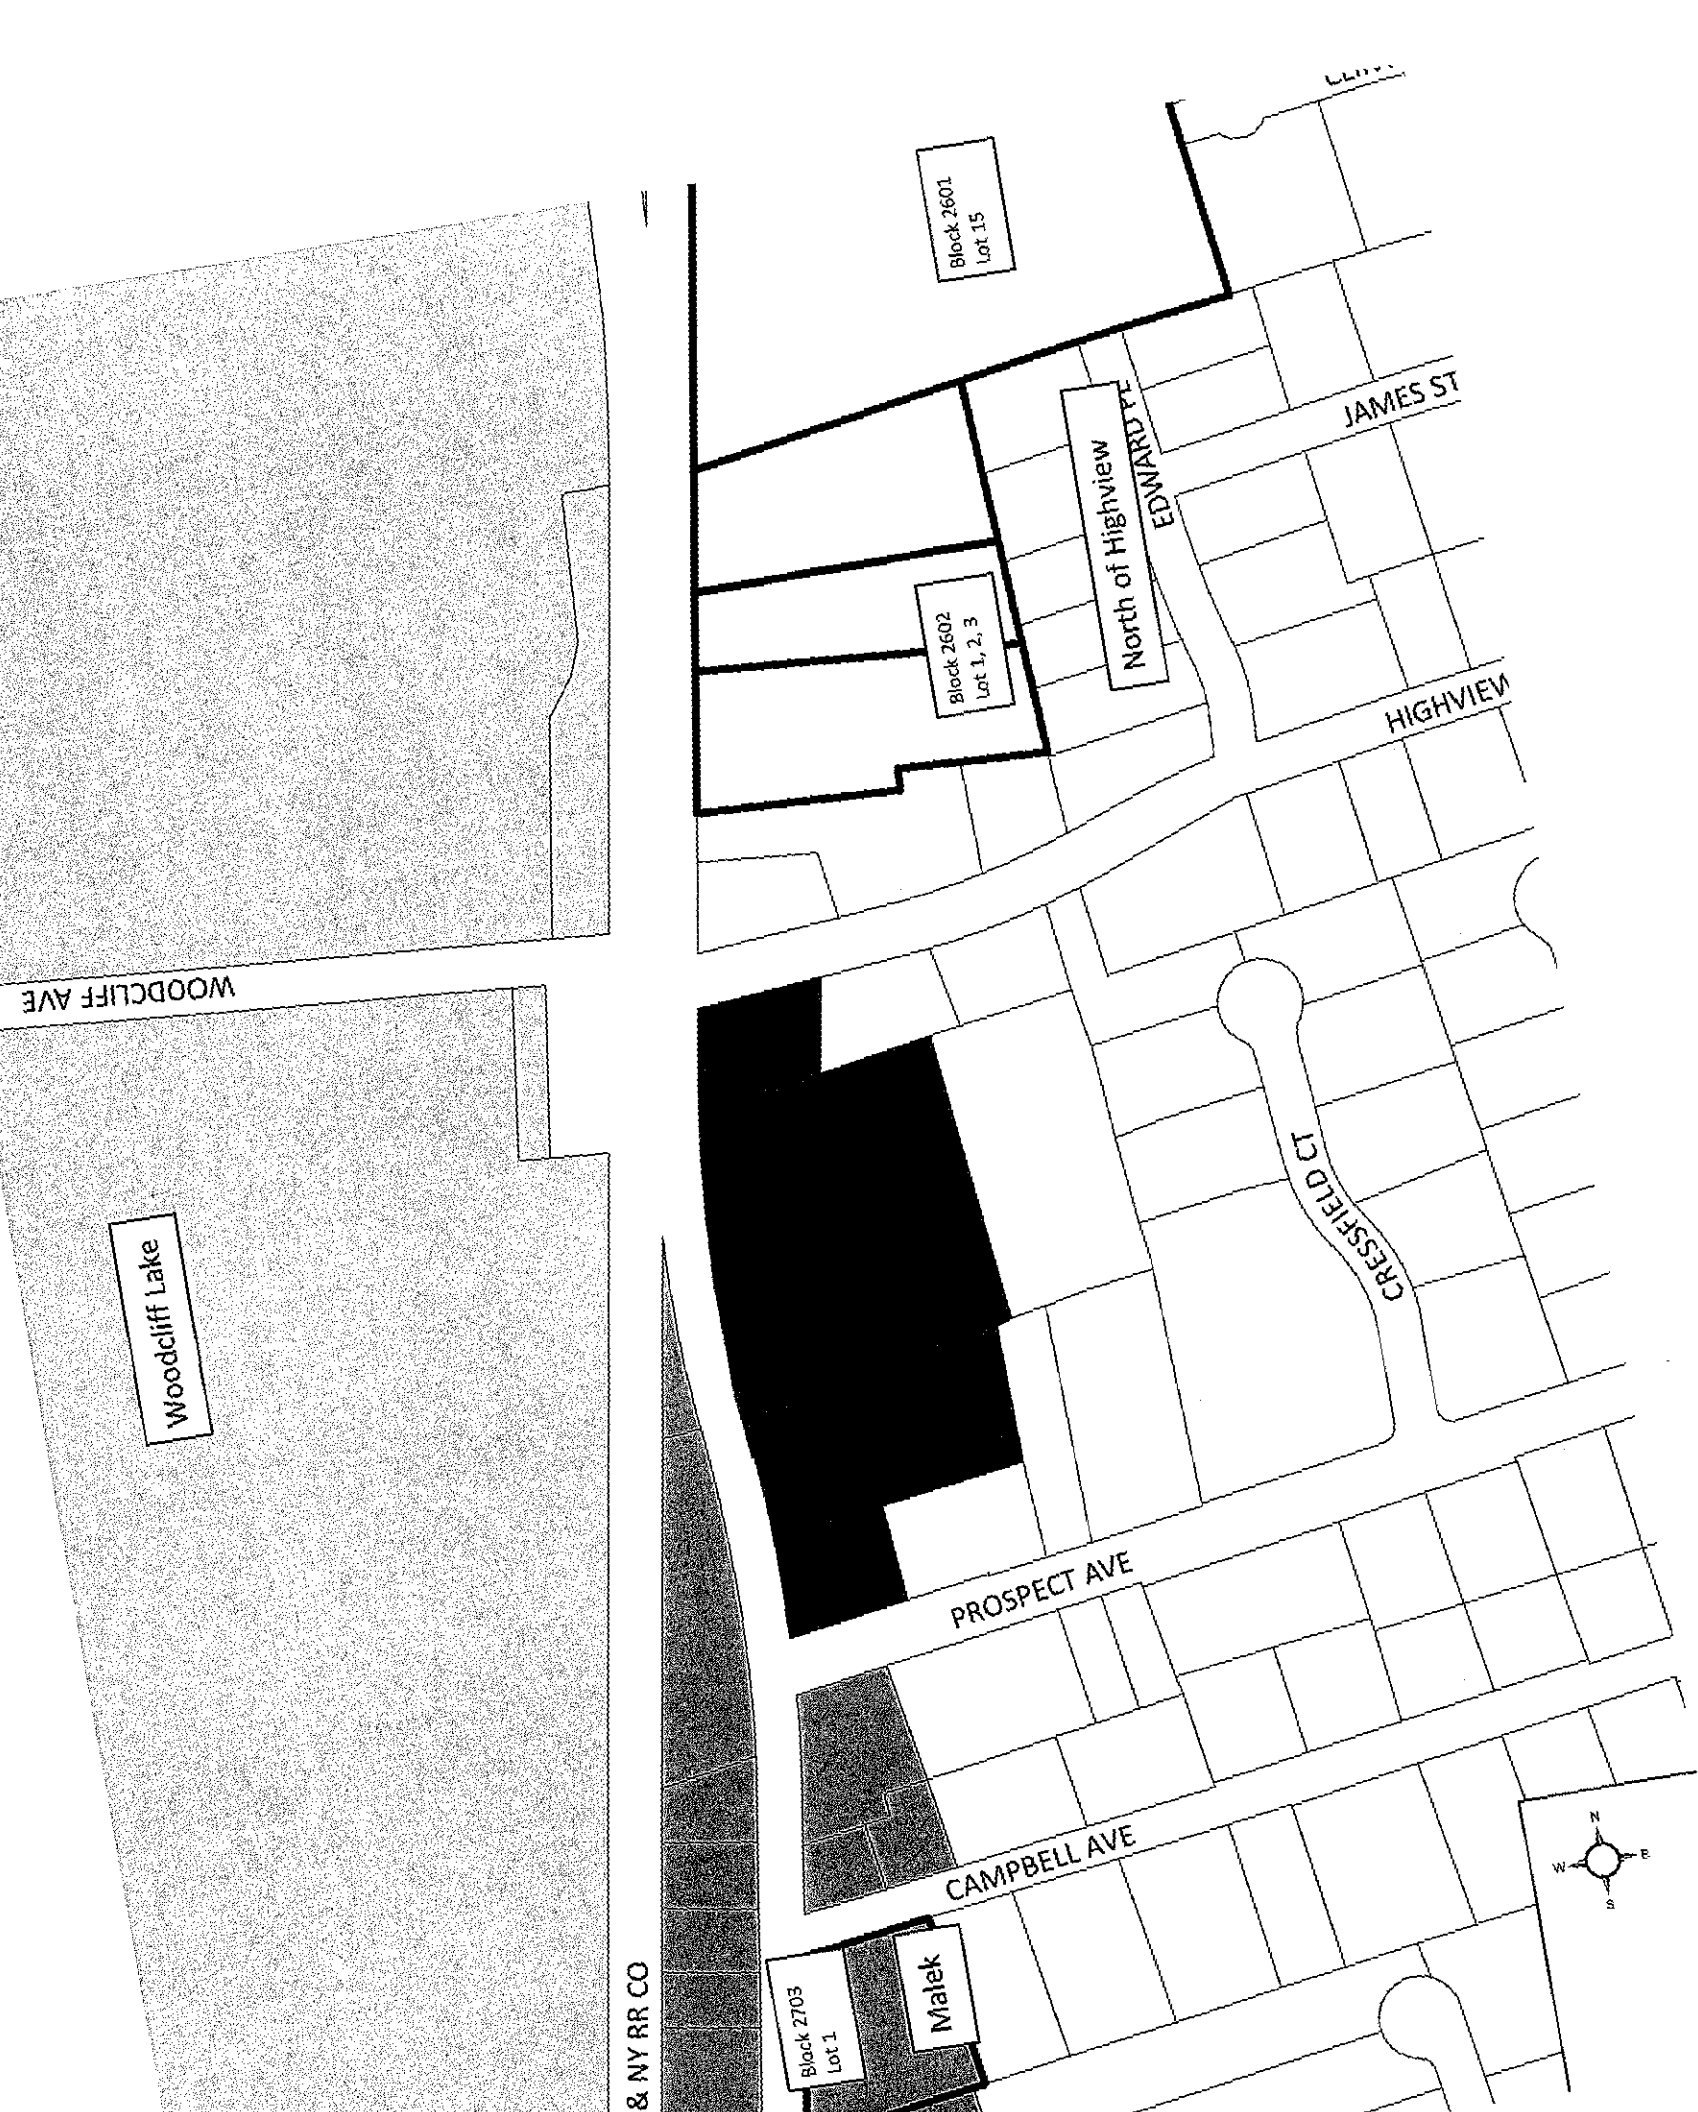 Block 2601
Lot 15
JAMES ST
North of Highview
EDWARD PL
Block 2602
Lot 1, 2, 3
HIGHVIEW
WOODCLIFF AVE
Woodcliff Lake
CRESSFIELD CT
PROSPECT AVE
CAMPBELL AVE
N
W
E
S
Block 2703
Lot 1
Malek
& NY RR CO